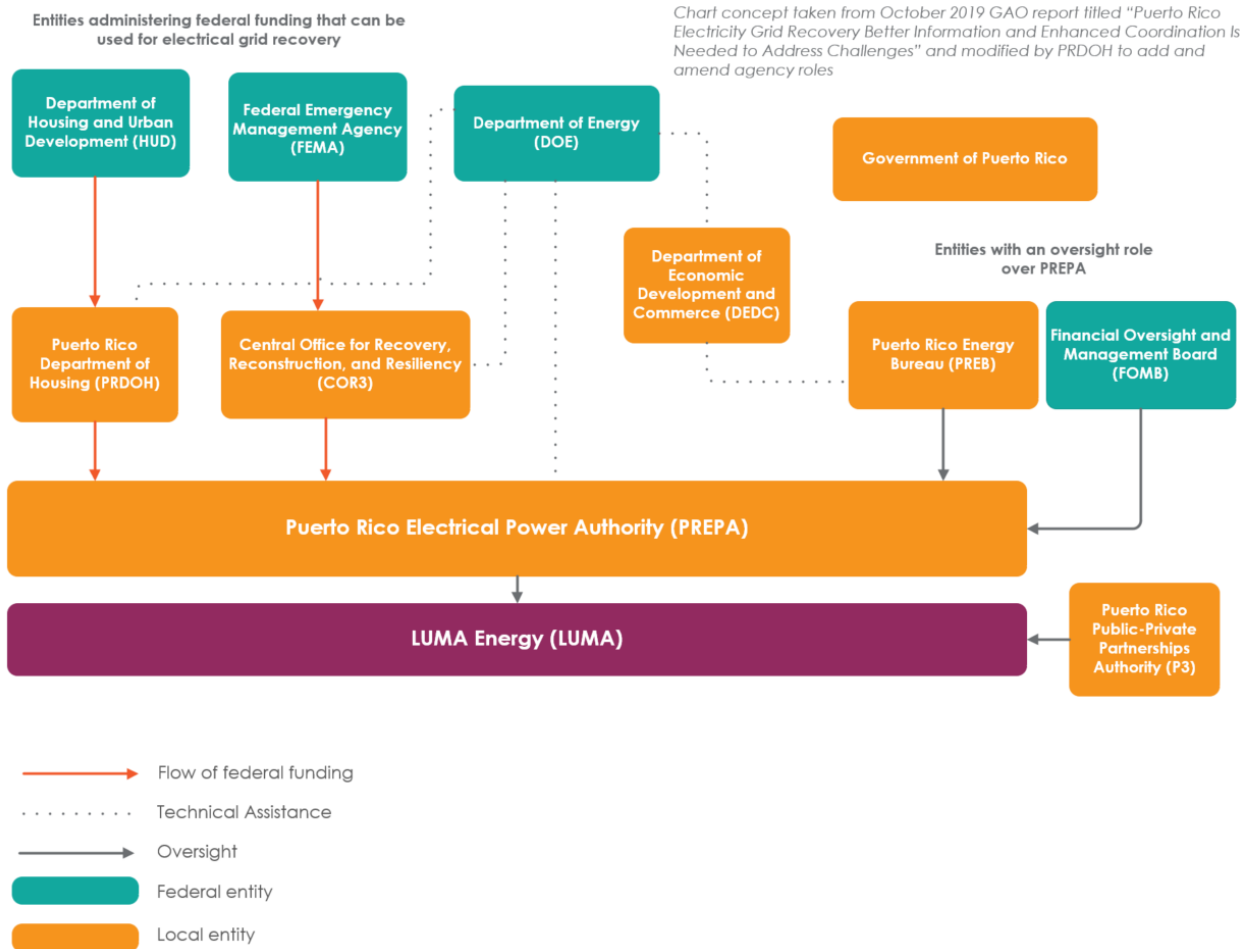 Entities administering federal funding that can be
used for electrical grid recovery
Chart concept taken from October 2019 GAO report titled “Puerto Rico
Electricity Grid Recovery Better Information and Enhanced Coordination Is
Needed to Address Challenges” and modified by PRDOH to add and
amend agency roles
Department of
Housing and Urban
Development (HUD)
Federal Emergency
Management Agency
(FEMA)
Department of Energy
(DOE)
Government of Puerto Rico
Department of
Economic
Development and
Commerce (DEDC)
Entities with an oversight role
over PREPA
Puerto Rico
Department of
Housing (PRDOH)
Central Office for Recovery,
Reconstruction, and Resiliency
(COR3)
Puerto Rico Energy
Bureau (PREB)
Financial Oversight and
Management Board
(FOMB)
Puerto Rico Electrical Power Authority (PREPA)
LUMA Energy (LUMA)
Puerto Rico
Public-Private
Partnerships
Authority (P3)
Flow of federal funding
Technical Assistance
Oversight
Federal entity
Local entity